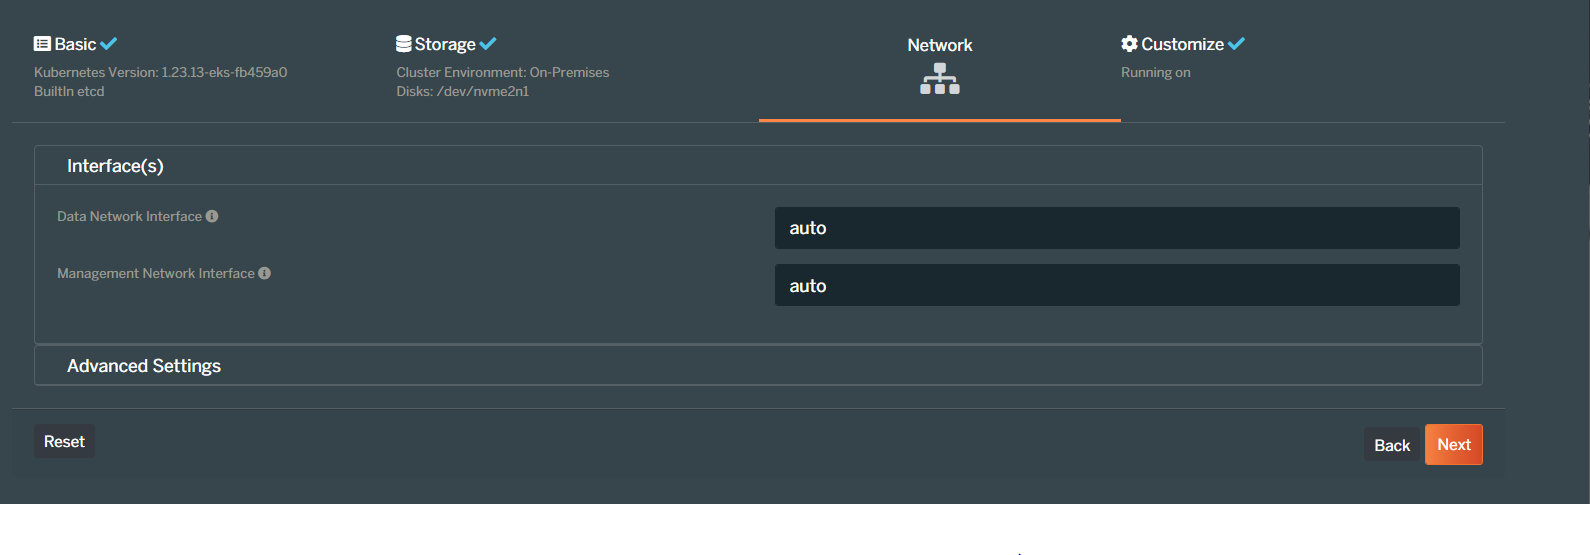 Basic
Kubernetes Version: 1.23.13-eks-fb459a0
BuiltIn etcd
Storage
Cluster Environment: On-Premises
Disks: /dev/nvme2n1
Network
Customize
Running on
Interface(s)
Data Network Interface
auto
Management Network Interface
auto
Advanced Settings
Reset
Back
Next